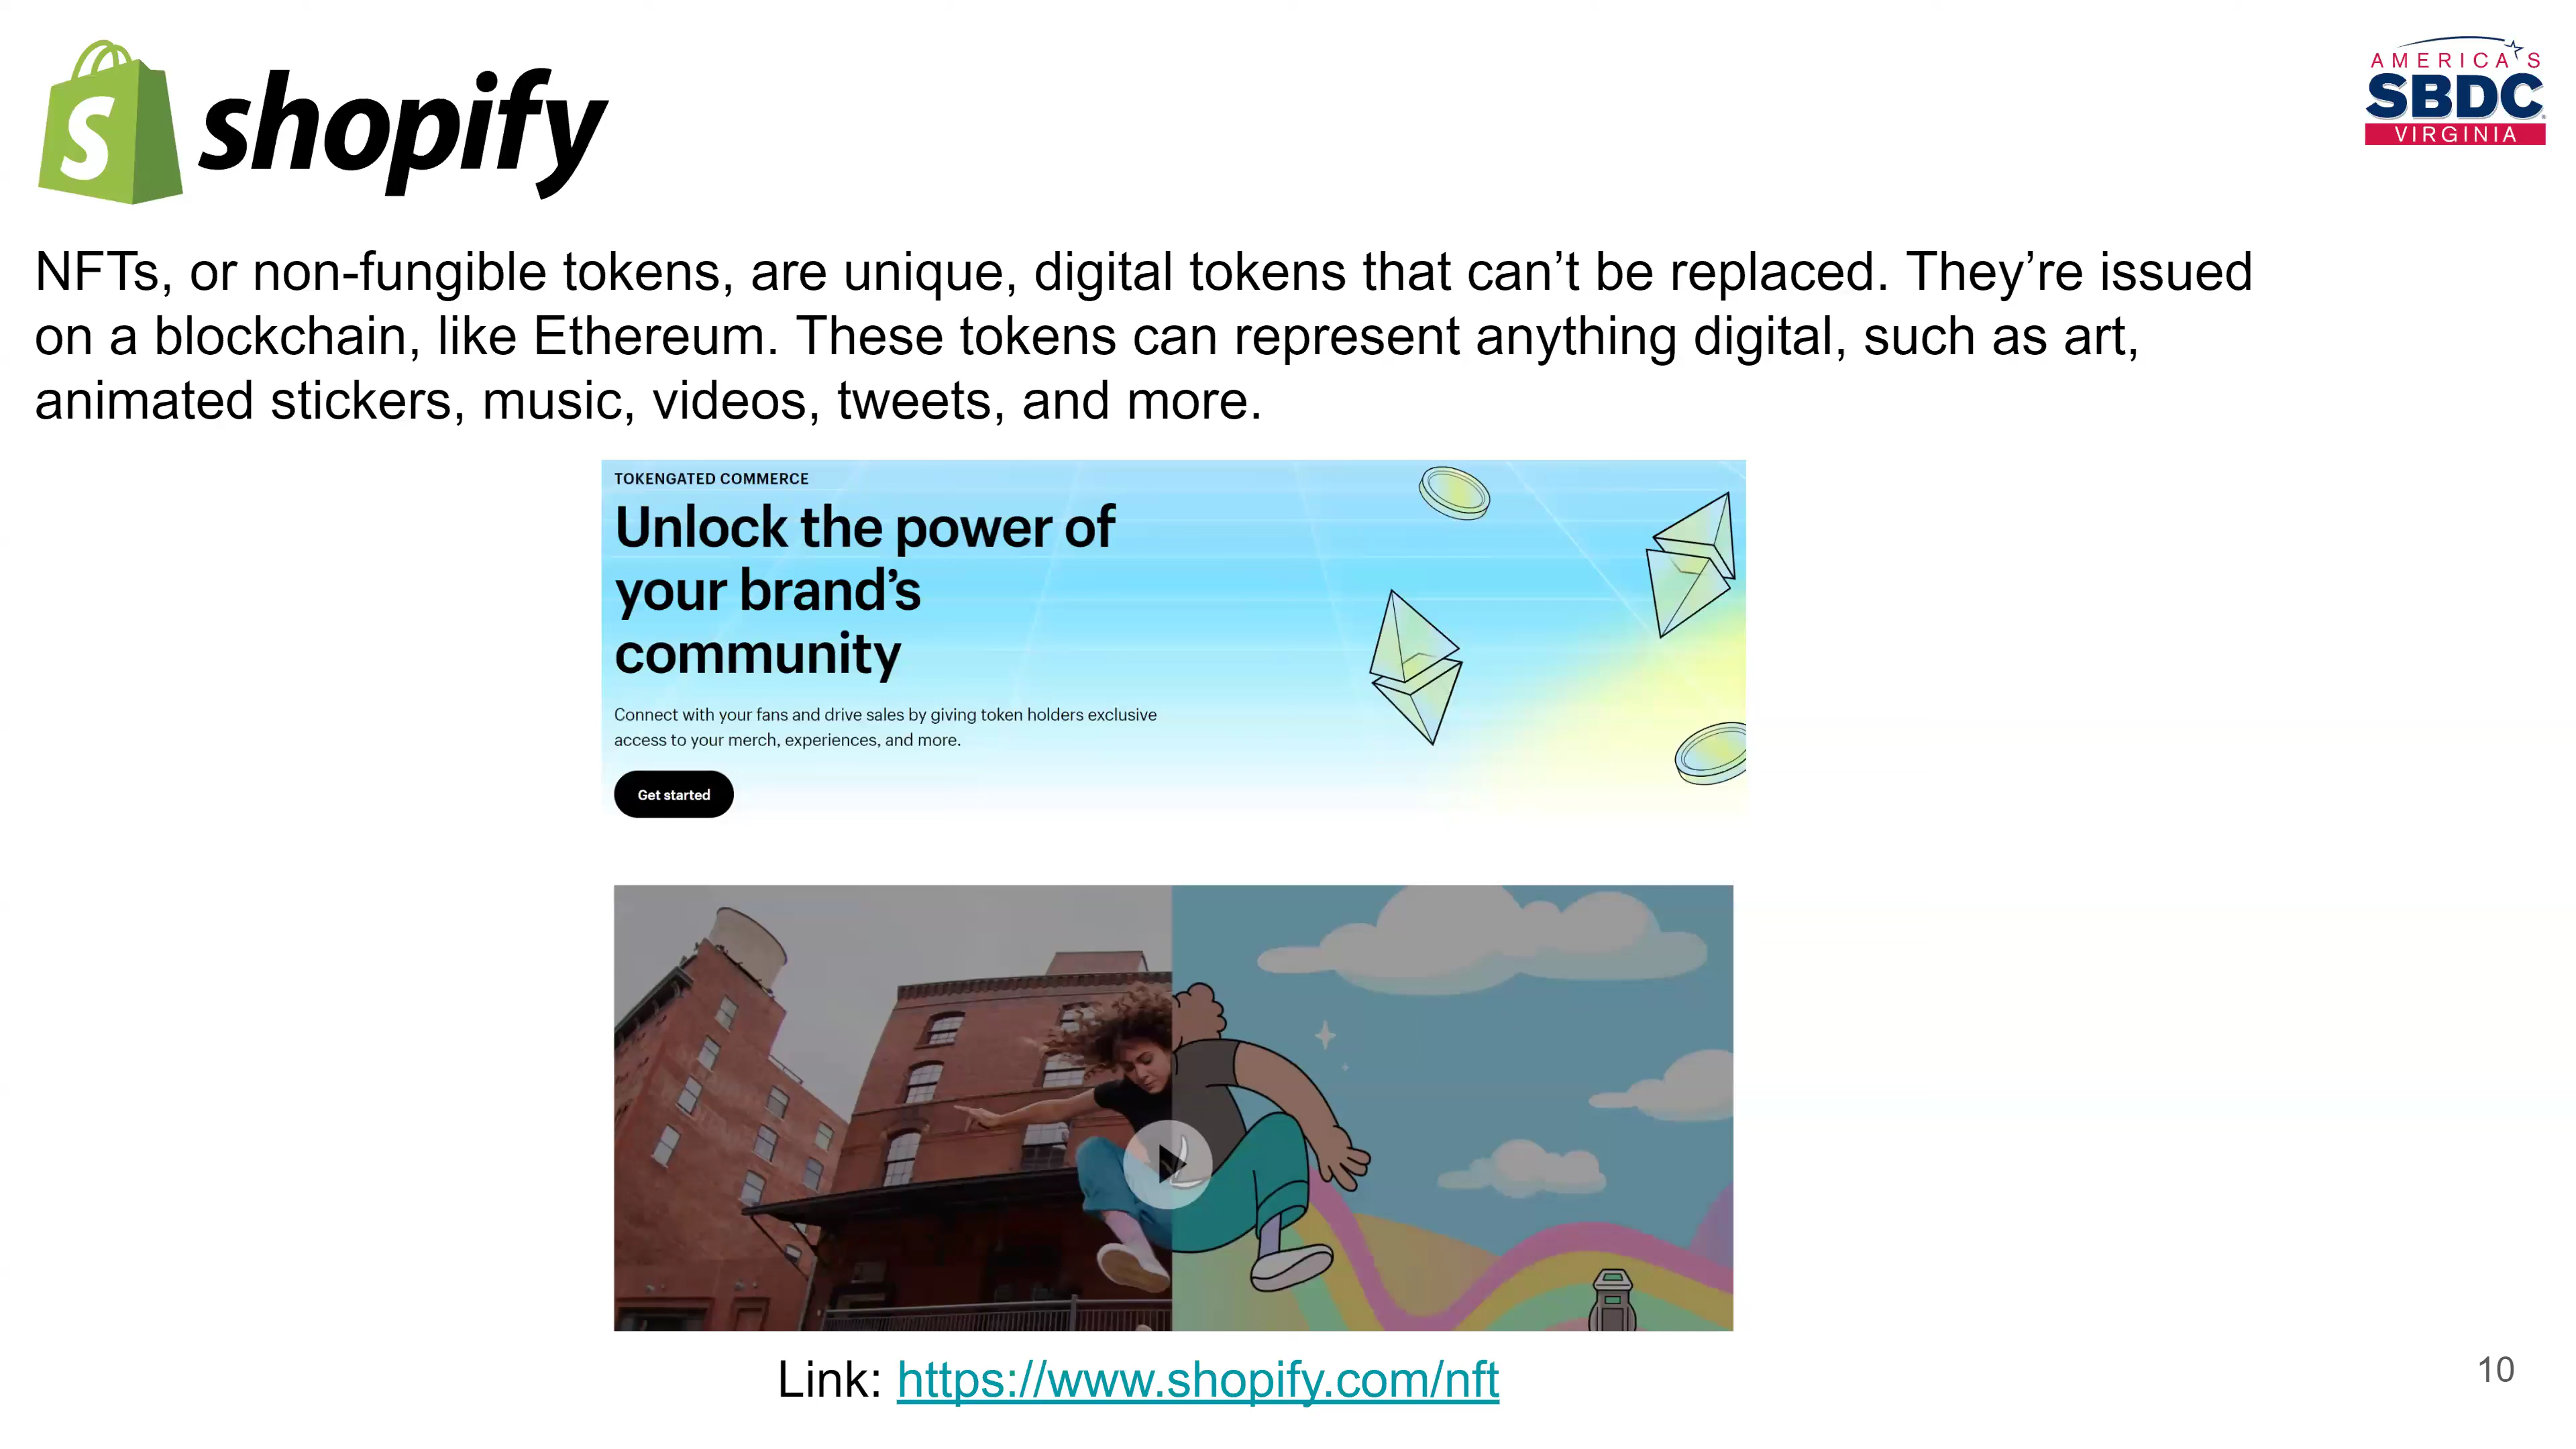 shopify
AMERICA'S
SBDC
VIRGINIA
NFTs, or non-fungible tokens, are unique, digital tokens that can’t be replaced. They’re issued
on a blockchain, like Ethereum. These tokens can represent anything digital, such as art,
animated stickers, music, videos, tweets, and more.
TOKENGATED COMMERCE
Unlock the power of
your brand’s
community
Connect with your fans and drive sales by giving token holders exclusive
access to your merch, experiences, and more.
Get started
Link: https://www.shopify.com/nft
10